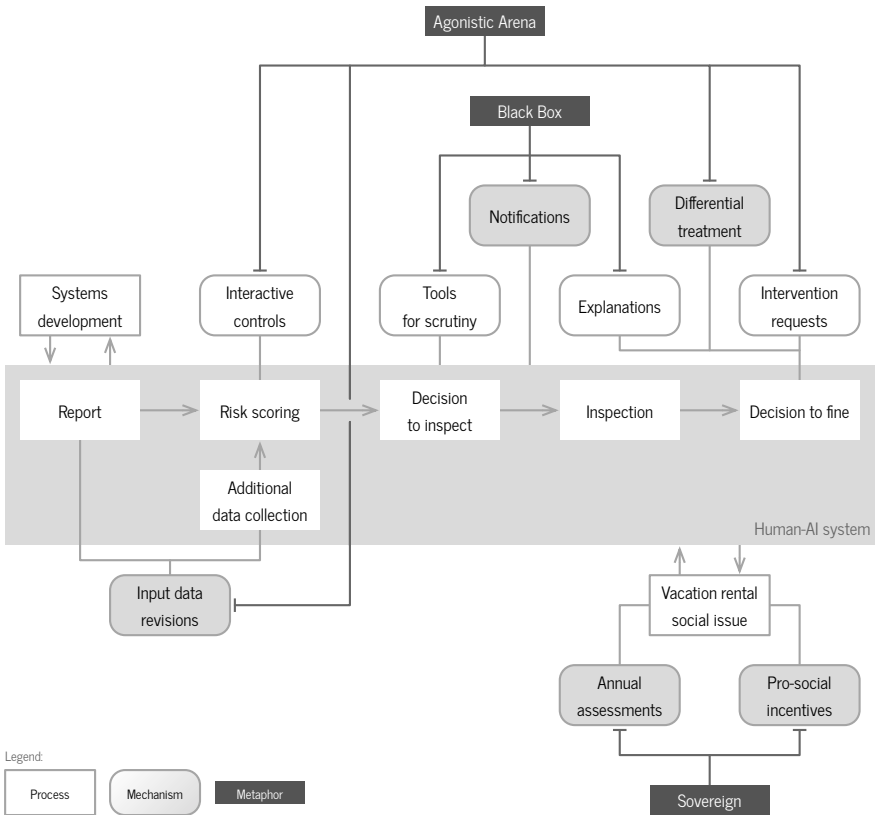 Agonistic Arena
Black Box
Notifications
Differential
treatment
Systems
development
Interactive
controls
Tools
for scrutiny
Explanations
Intervention
requests
Report
Risk scoring
Decision
to inspect
Inspection
Decision to fine
Additional
data collection
Human-AI system
Input data
revisions
Vacation rental
social issue
Annual
assessments
Pro-social
incentives
Legend:
Process
Mechanism
Metaphor
Sovereign